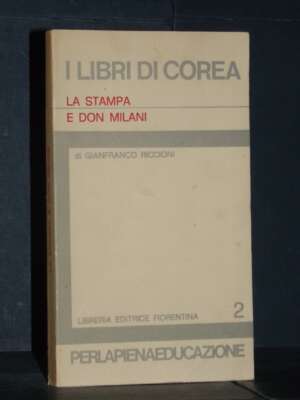 I LIBRI DI COREA
LA STAMPA
E DON MILANI
di GIANFRANCO RICCIONI
LIBRERIA EDITRICE FIORENTINA
2
PERLAPIENAEDUCAZIONE